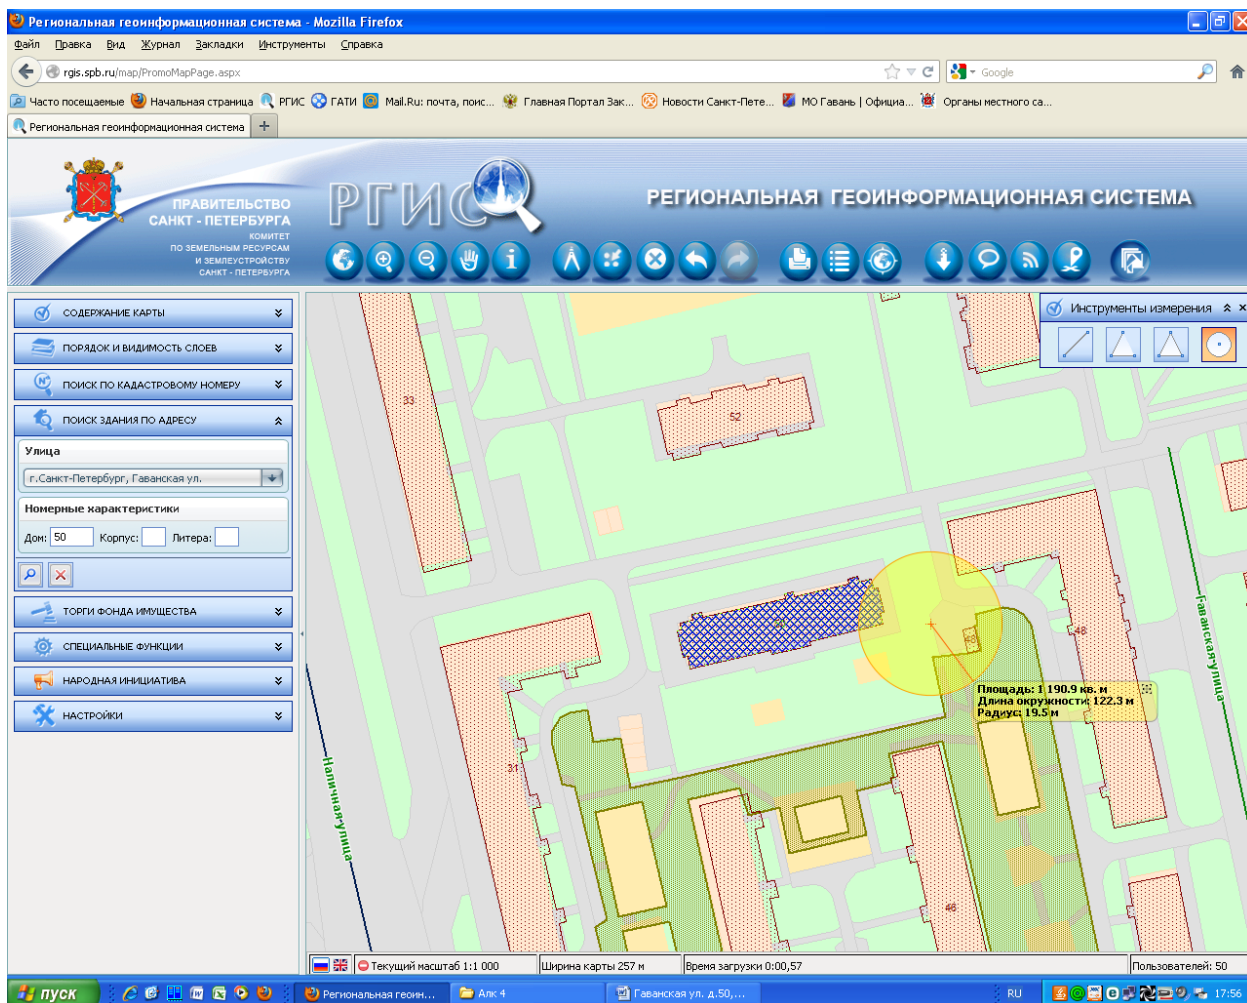 Региональная геоинформационная система - Mozilla Firefox
Файл Правка Вид Журнал Закладки Инструменты Справка
rgis.spb.ru/map/PromoMapPage.aspx
Google
Часто посещаемые Начальная страница РГИС ГАТИ Mail.Ru: почта, поис... Главная Портал Зак... Новости Санкт-Пете... МО Гавань | Официа... Органы местного са...
Региональная геоинформационная система
ПРАВИТЕЛЬСТВО
САНКТ - ПЕТЕРБУРГА
КОМИТЕТ
ПО ЗЕМЕЛЬНЫМ РЕСУРСАМ
И ЗЕМЛЕУСТРОЙСТВУ
САНКТ - ПЕТЕРБУРГА
РГИС
РЕГИОНАЛЬНАЯ ГЕОИНФОРМАЦИОННАЯ СИСТЕМА
СОДЕРЖАНИЕ КАРТЫ
ПОРЯДОК И ВИДИМОСТЬ СЛОЕВ
ПОИСК ПО КАДАСТРОВОМУ НОМЕРУ
ПОИСК ЗДАНИЯ ПО АДРЕСУ
Улица
г.Санкт-Петербург, Гаванская ул.
Номерные характеристики
Дом: 50 Корпус: Литера:
ТОРГИ ФОНДА ИМУЩЕСТВА
СПЕЦИАЛЬНЫЕ ФУНКЦИИ
НАРОДНАЯ ИНИЦИАТИВА
НАСТРОЙКИ
Инструменты измерения
33
52
48
48
Гаванская улица
Площадь: 1 190.9 кв. м
Длина окружности: 122.3 м
Радиус: 19.5 м
31
Наличная улица
46
Текущий масштаб 1:1 000
Ширина карты 257 м
Время загрузки 0:00,57
Пользователей: 50
пуск
Региональная геоин...
Алк 4
Гаванская ул. д.50,...
RU
17:56